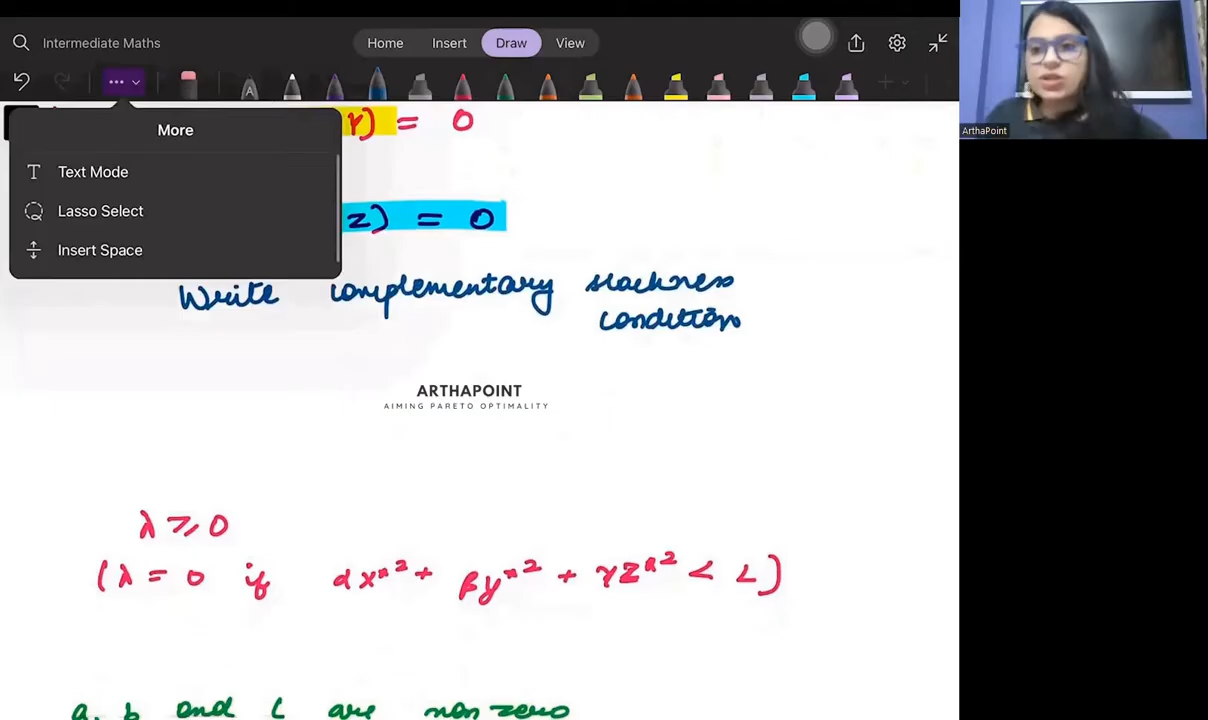 Intermediate Maths
Home Insert Draw View
ArthaPoint
More
Text Mode
Lasso Select
Insert Space
γ) = 0
z) = 0
Write complementary slackness
condition
ARTHAPOINT
AIMING PARETO OPTIMALITY
λ ≥ 0
(λ = 0 if αx*² + βy*² + γz*² < L)
a, b and c are non zero